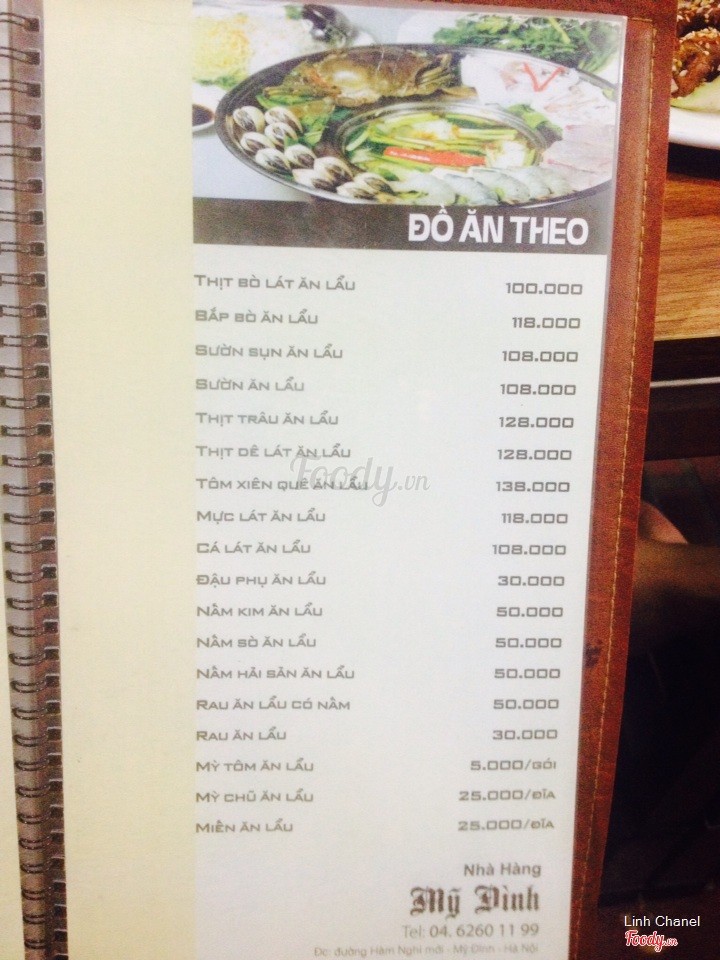 ĐỒ ĂN THEO
THỊT BÒ LÁT ĂN LẨU 100.000
BẮP BÒ ĂN LẨU 118.000
SƯỜN SỤN ĂN LẨU 108.000
SƯỜN ĂN LẨU 108.000
THỊT TRÂU ĂN LẨU 128.000
THỊT DÊ LÁT ĂN LẨU 128.000
TÔM XIÊN QUẾ ĂN LẨU 138.000
MỰC LÁT ĂN LẨU 118.000
CÁ LÁT ĂN LẨU 108.000
ĐẬU PHỤ ĂN LẨU 30.000
NẤM KIM ĂN LẨU 50.000
NẤM SÒ ĂN LẨU 50.000
NẤM HẢI SẢN ĂN LẨU 50.000
RAU ĂN LẨU CÓ NẤM 50.000
RAU ĂN LẨU 30.000
MỲ TÔM ĂN LẨU 5.000/GÓI
MỲ CHŨ ĂN LẨU 25.000/ĐĨA
MIẾN ĂN LẨU 25.000/ĐĨA
Foody.vn
Nhà Hàng
Mỹ Đình
Tel: 04. 6260 11 99
Đc: đường Hàm Nghi mới - Mỹ Đình - Hà Nội
Linh Chanel
Foody.vn